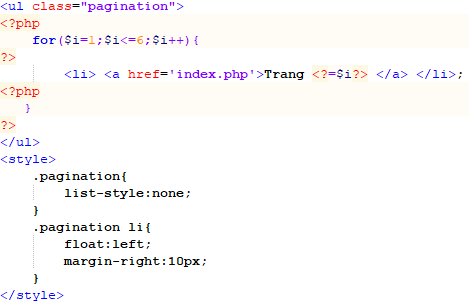 <ul class="pagination">
<?php
    for($i=1;$i<=6;$i++){
?>
        <li> <a href='index.php'>Trang <?=$i?> </a> </li>;
<?php
   }
?>
</ul>
<style>
    .pagination{
        list-style:none;
    }
    .pagination li{
        float:left;
        margin-right:10px;
    }
</style>